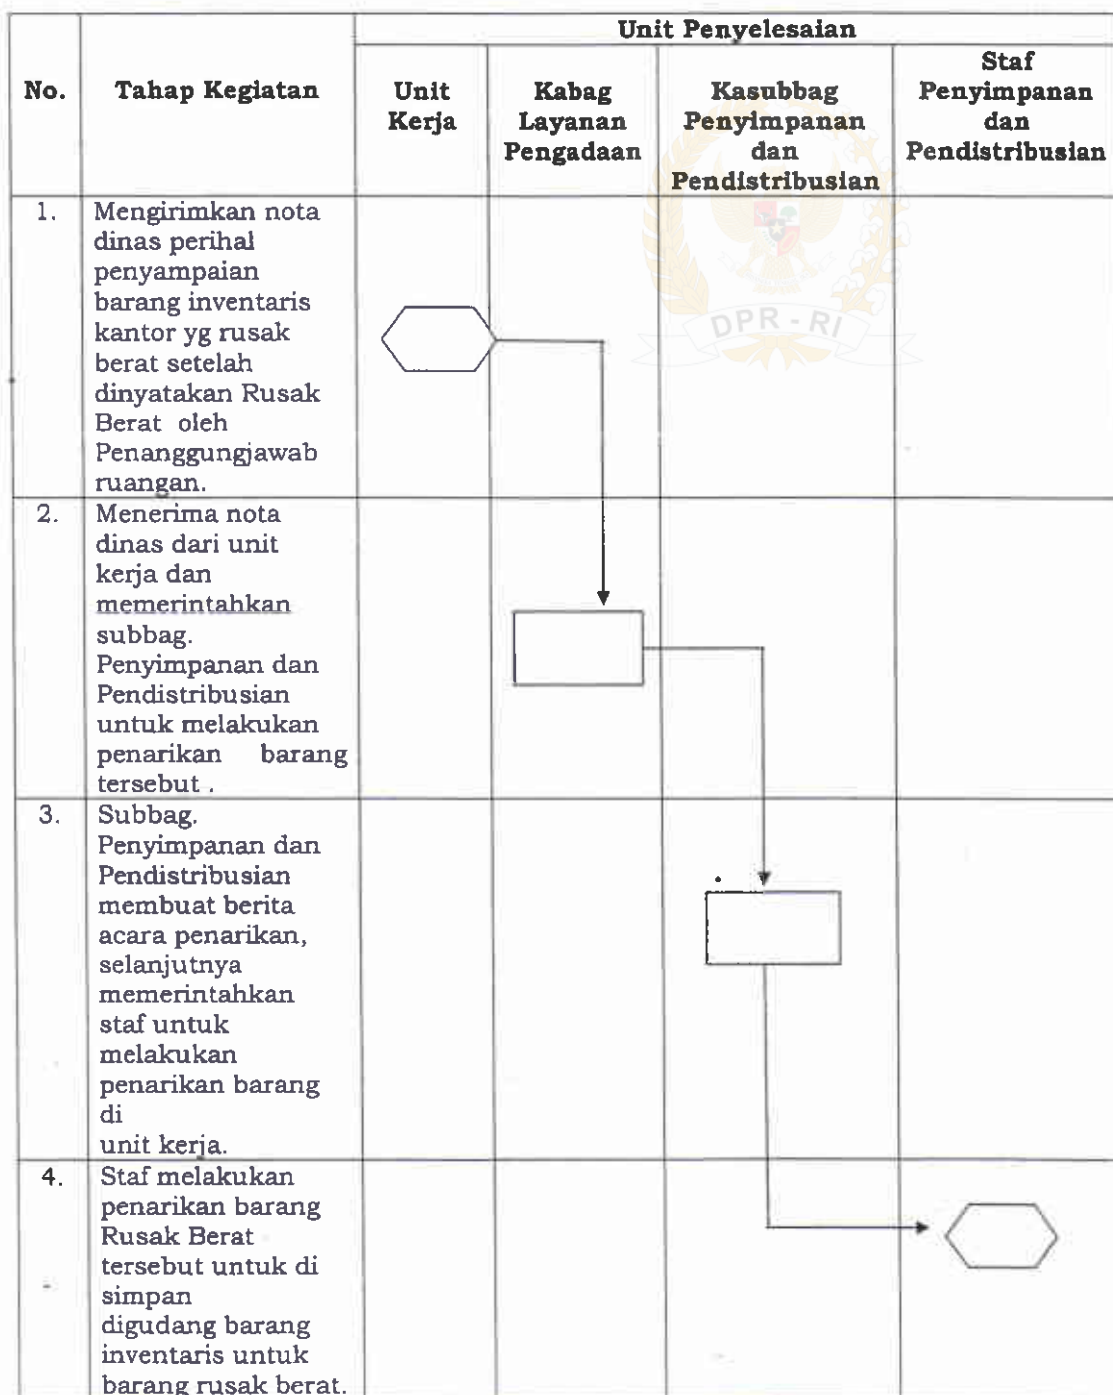 Unit Penyelesaian
No.
Tahap Kegiatan
Unit
Kerja
Kabag
Layanan
Pengadaan
Kasubbag
Penyimpanan
dan
Pendistribusian
Staf
Penyimpanan
dan
Pendistribusian
1.
Mengirimkan nota
dinas perihal
penyampaian
barang inventaris
kantor yg rusak
berat setelah
dinyatakan Rusak
Berat oleh
Penanggungjawab
ruangan.
DPR - RI
2.
Menerima nota
dinas dari unit
kerja dan
memerintahkan
subbag.
Penyimpanan dan
Pendistribusian
untuk melakukan
penarikan barang
tersebut .
3.
Subbag.
Penyimpanan dan
Pendistribusian
membuat berita
acara penarikan,
selanjutnya
memerintahkan
staf untuk
melakukan
penarikan barang
di
unit kerja.
4.
Staf melakukan
penarikan barang
Rusak Berat
tersebut untuk di
simpan
digudang barang
inventaris untuk
barang rusak berat.